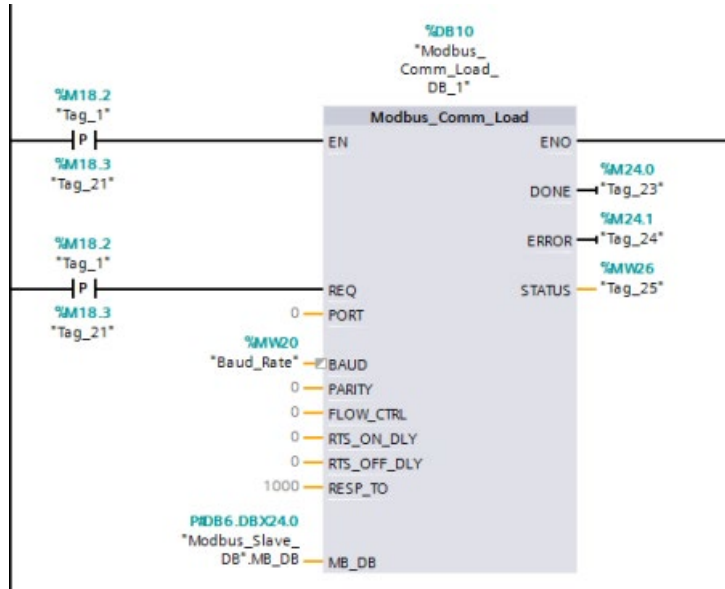 %DB10
"Modbus_
Comm_Load_
DB_1"
Modbus_Comm_Load
%M18.2
"Tag_1"
P
%M18.3
"Tag_21"
EN
ENO
%M24.0
DONE
"Tag_23"
%M24.1
ERROR
"Tag_24"
%MW26
%M18.2
"Tag_1"
P
%M18.3
"Tag_21"
REQ
STATUS
"Tag_25"
0
PORT
%MW20
"Baud_Rate"
BAUD
0
PARITY
0
FLOW_CTRL
0
RTS_ON_DLY
0
RTS_OFF_DLY
1000
RESP_TO
P#DB6.DBX24.0
"Modbus_Slave_
DB".MB_DB
MB_DB